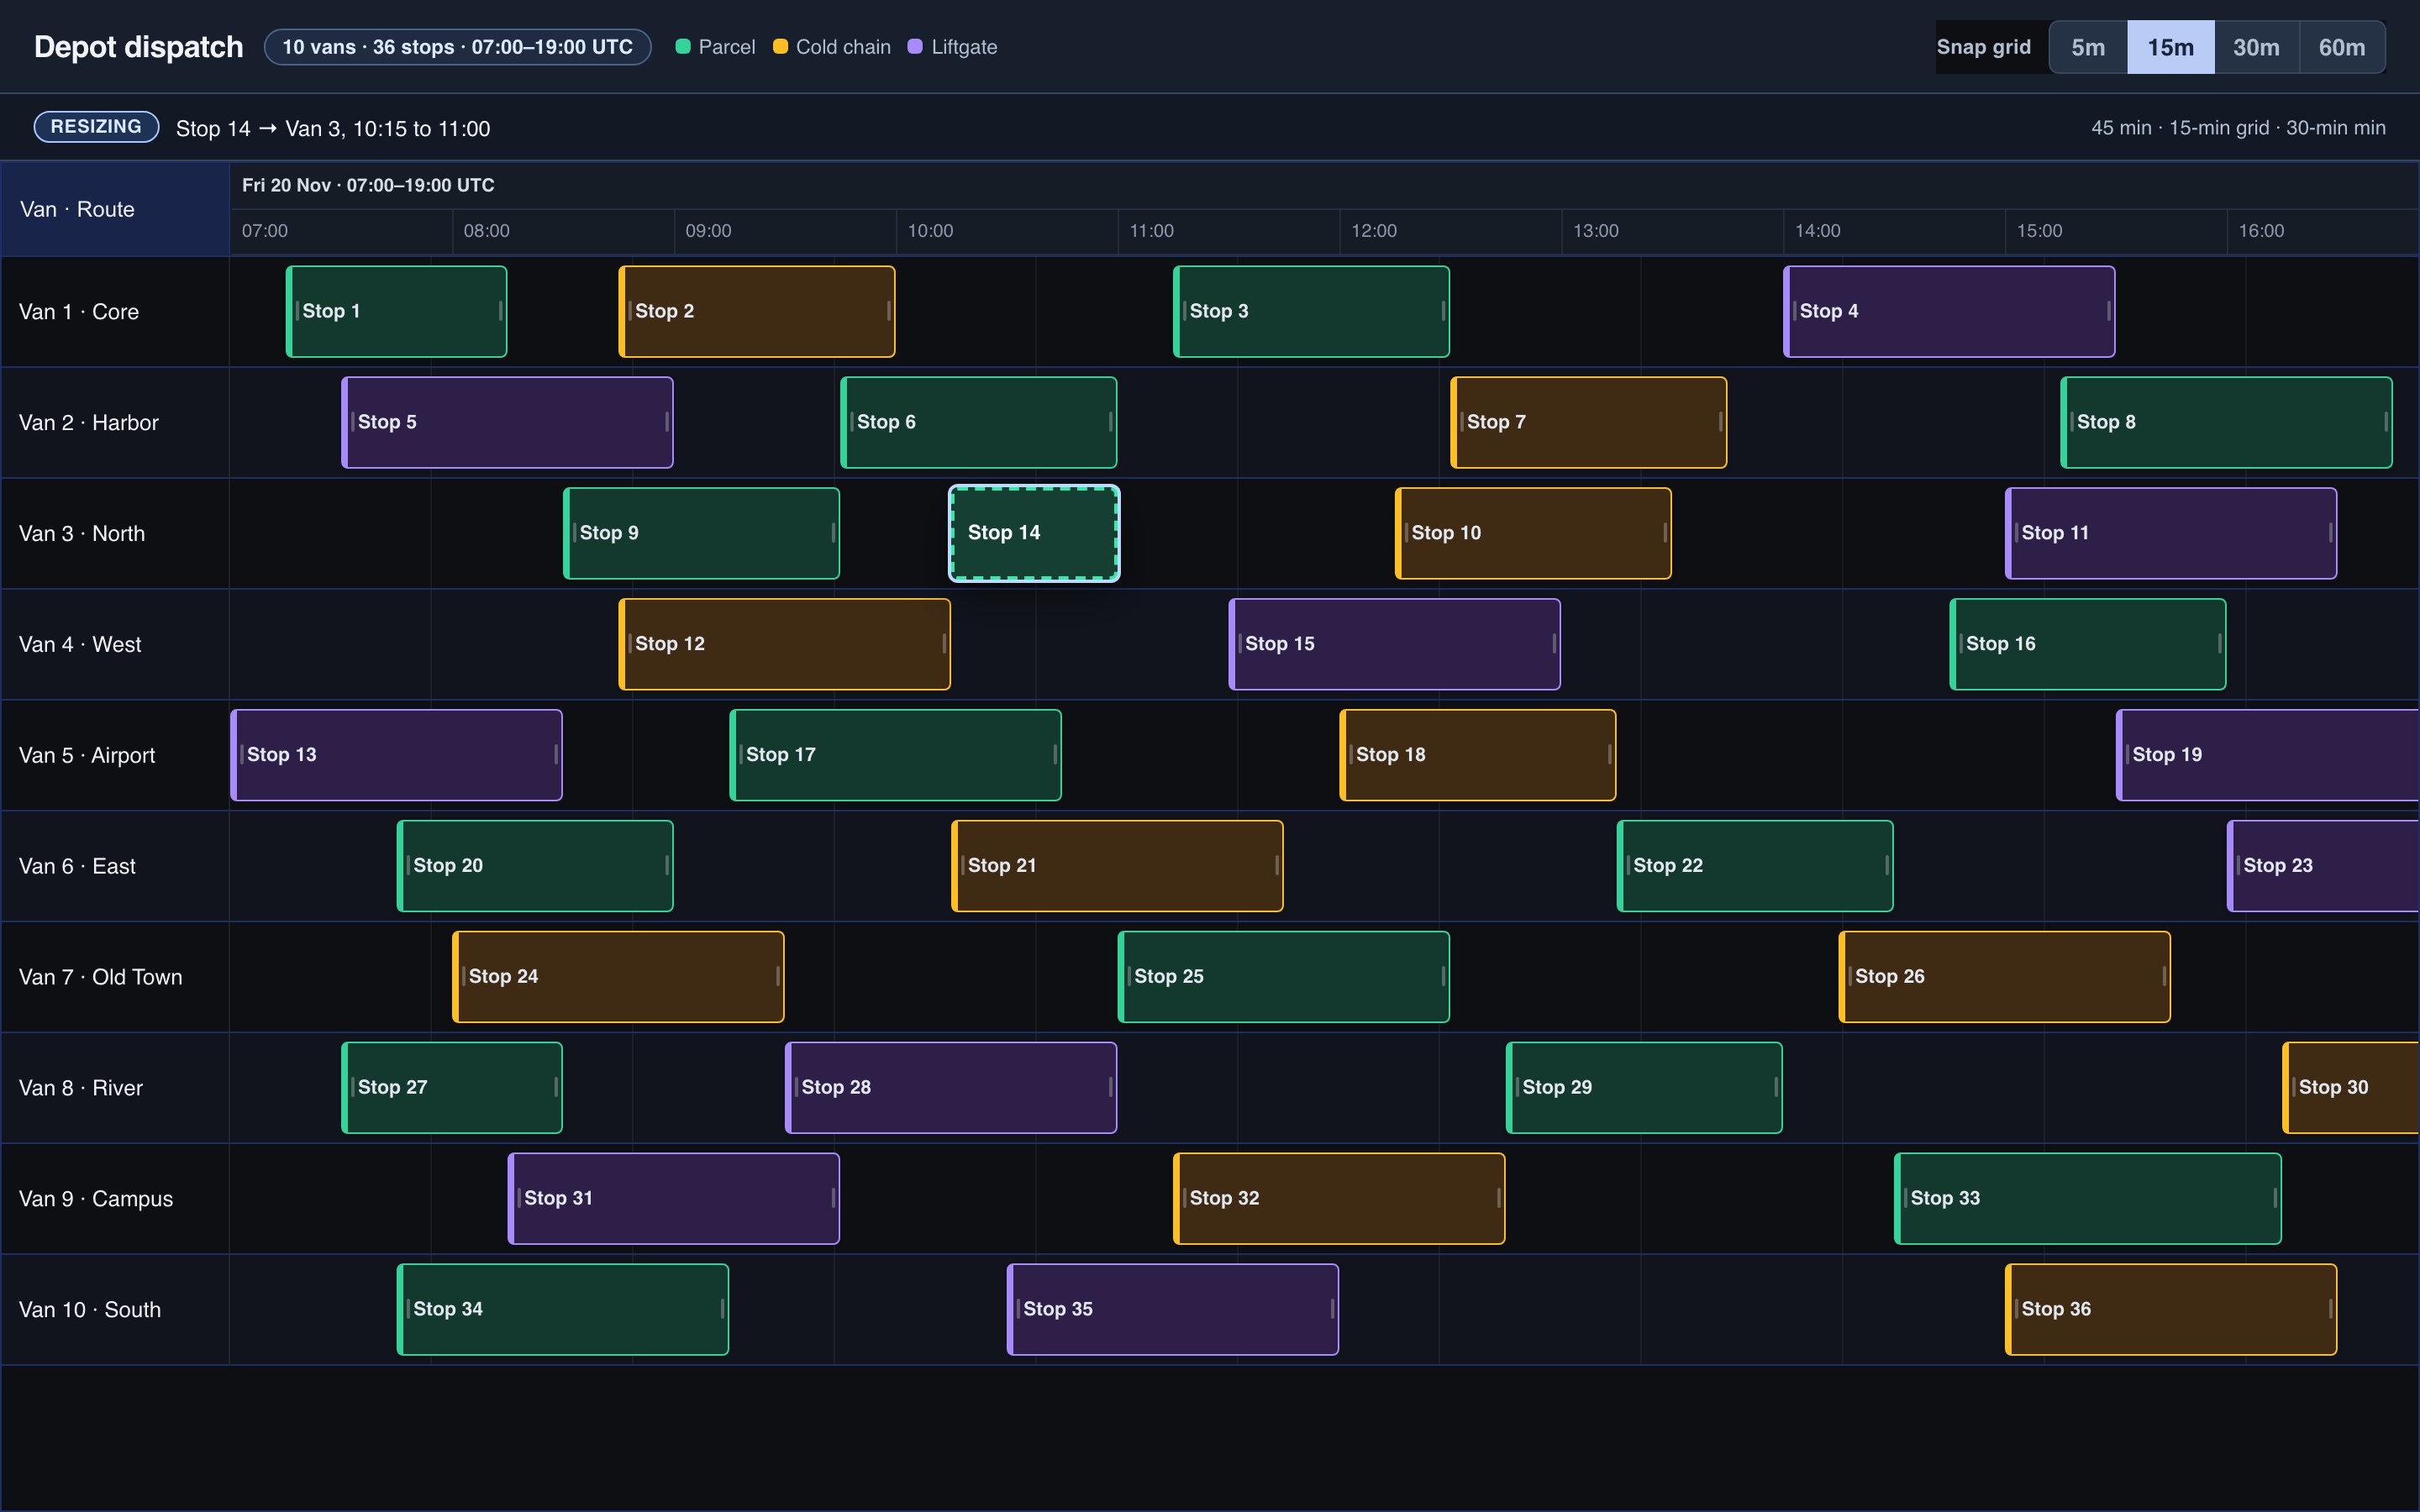 Depot dispatch
10 vans · 36 stops · 07:00–19:00 UTC
Parcel
Cold chain
Liftgate
Snap grid
5m
15m
30m
60m
RESIZING
Stop 14 → Van 3, 10:15 to 11:00
45 min · 15-min grid · 30-min min
Van · Route
Fri 20 Nov · 07:00–19:00 UTC
07:00
08:00
09:00
10:00
11:00
12:00
13:00
14:00
15:00
16:00
Van 1 · Core
Stop 1
Stop 2
Stop 3
Stop 4
Van 2 · Harbor
Stop 5
Stop 6
Stop 7
Stop 8
Van 3 · North
Stop 9
Stop 14
Stop 10
Stop 11
Van 4 · West
Stop 12
Stop 15
Stop 16
Van 5 · Airport
Stop 13
Stop 17
Stop 18
Stop 19
Van 6 · East
Stop 20
Stop 21
Stop 22
Stop 23
Van 7 · Old Town
Stop 24
Stop 25
Stop 26
Van 8 · River
Stop 27
Stop 28
Stop 29
Stop 30
Van 9 · Campus
Stop 31
Stop 32
Stop 33
Van 10 · South
Stop 34
Stop 35
Stop 36